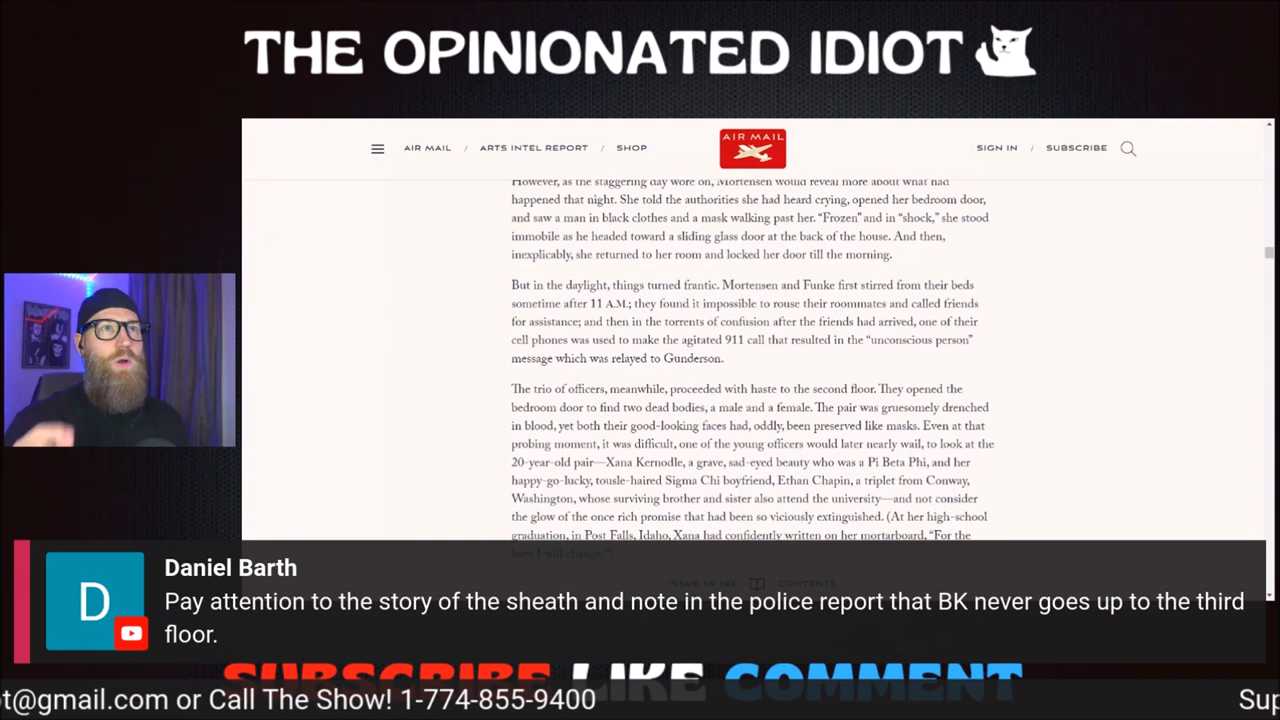 THE OPINIONATED IDIOT
AIR MAIL / ARTS INTEL REPORT / SHOP
AIR MAIL
SIGN IN / SUBSCRIBE
However, as the staggering day wore on, Mortensen would reveal more about what had
happened that night. She told the authorities she had heard crying, opened her bedroom door,
and saw a man in black clothes and a mask walking past her. “Frozen” and in “shock,” she stood
immobile as he headed toward a sliding glass door at the back of the house. And then,
inexplicably, she returned to her room and locked her door till the morning.
But in the daylight, things turned frantic. Mortensen and Funke first stirred from their beds
sometime after 11 A.M.; they found it impossible to rouse their roommates and called friends
for assistance; and then in the torrents of confusion after the friends had arrived, one of their
cell phones was used to make the agitated 911 call that resulted in the “unconscious person”
message which was relayed to Gunderson.
The trio of officers, meanwhile, proceeded with haste to the second floor. They opened the
bedroom door to find two dead bodies, a male and a female. The pair was gruesomely drenched
in blood, yet both their good-looking faces had, oddly, been preserved like masks. Even at that
probing moment, it was difficult, one of the young officers would later nearly wail, to look at the
20-year-old pair—Xana Kernodle, a grave, sad-eyed beauty who was a Pi Beta Phi, and her
happy-go-lucky, tousle-haired Sigma Chi boyfriend, Ethan Chapin, a triplet from Conway,
Washington, whose surviving brother and sister also attend the university—and not consider
the glow of the once rich promise that had been so viciously extinguished. (At her high-school
graduation, in Post Falls, Idaho, Xana had confidently written on her mortarboard, “For the
lives I will change.”)
ISSUE Nº 182 CONTENTS
D
Daniel Barth
Pay attention to the story of the sheath and note in the police report that BK never goes up to the third
floor.
SUBSCRIBE LIKE COMMENT
ot@gmail.com or Call The Show! 1-774-855-9400
Sup